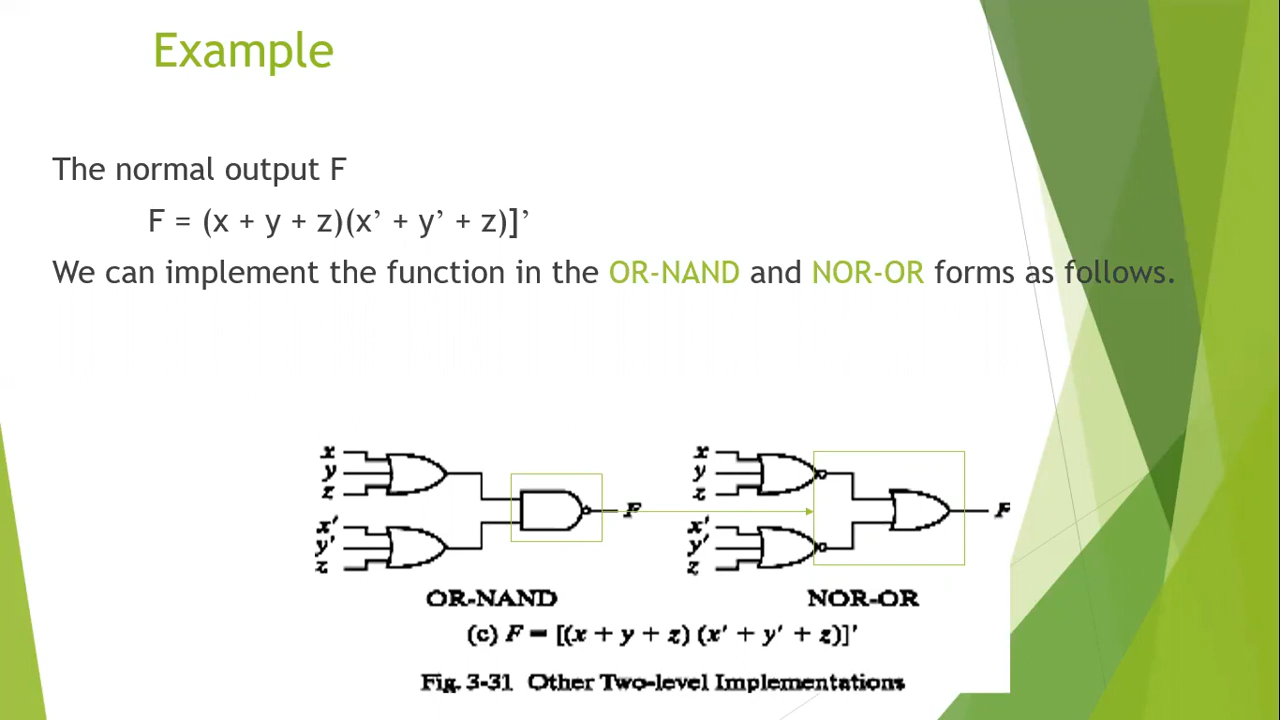 Example
The normal output F
F = (x + y + z)(x’ + y’ + z)]’
We can implement the function in the OR-NAND and NOR-OR forms as follows.
x x
y y
z z
F F
x' x'
y' y'
z z
OR-NAND NOR-OR
(c) F = [(x + y + z) (x' + y' + z)]'
Fig. 3-31 Other Two-level Implementations